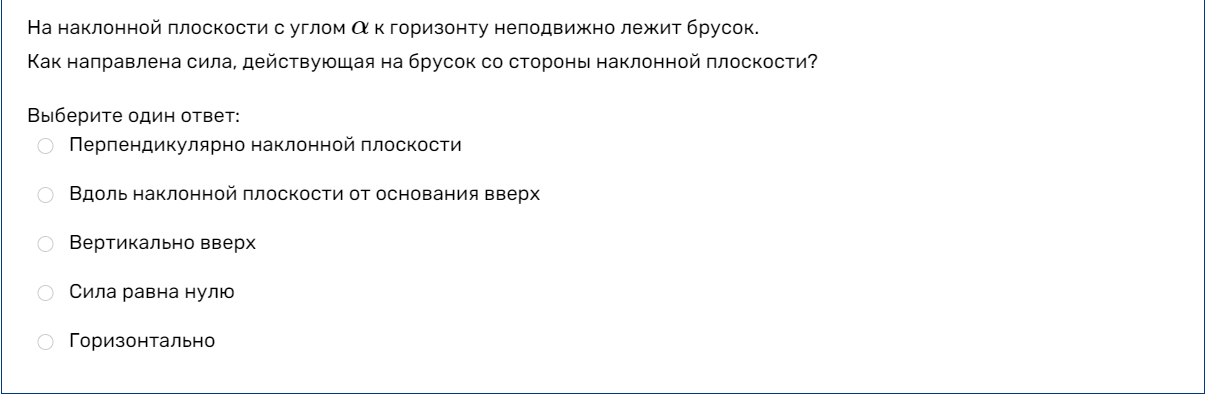 На наклонной плоскости с углом α к горизонту неподвижно лежит брусок.
Как направлена сила, действующая на брусок со стороны наклонной плоскости?
Выберите один ответ:
Перпендикулярно наклонной плоскости
Вдоль наклонной плоскости от основания вверх
Вертикально вверх
Сила равна нулю
Горизонтально